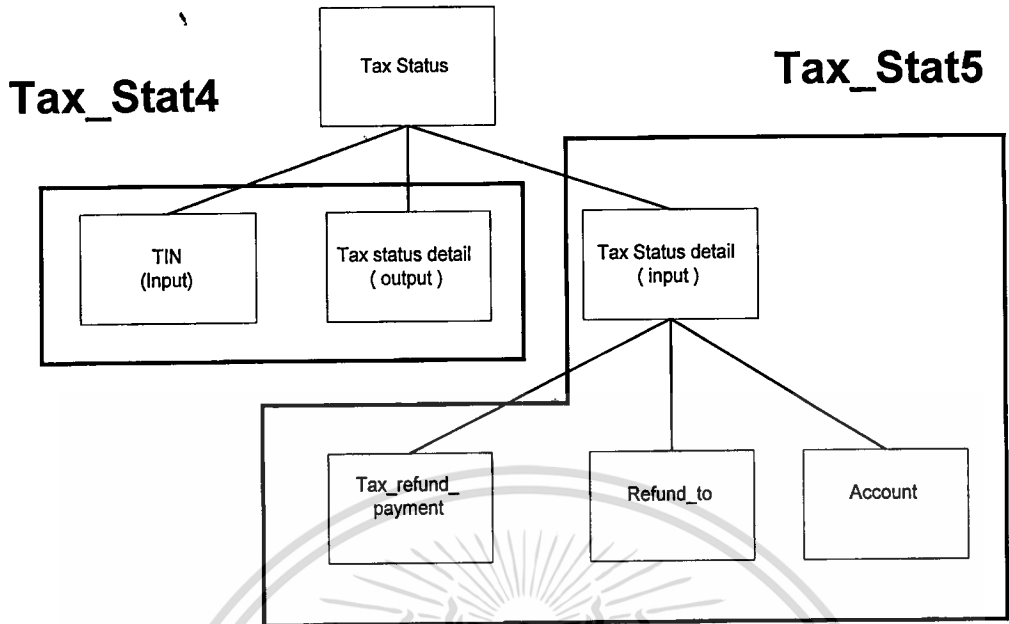 Tax Status
Tax_Stat4
Tax_Stat5
TIN
(Input)
Tax status detail
( output )
Tax Status detail
( input )
Tax_refund_
payment
Refund_to
Account